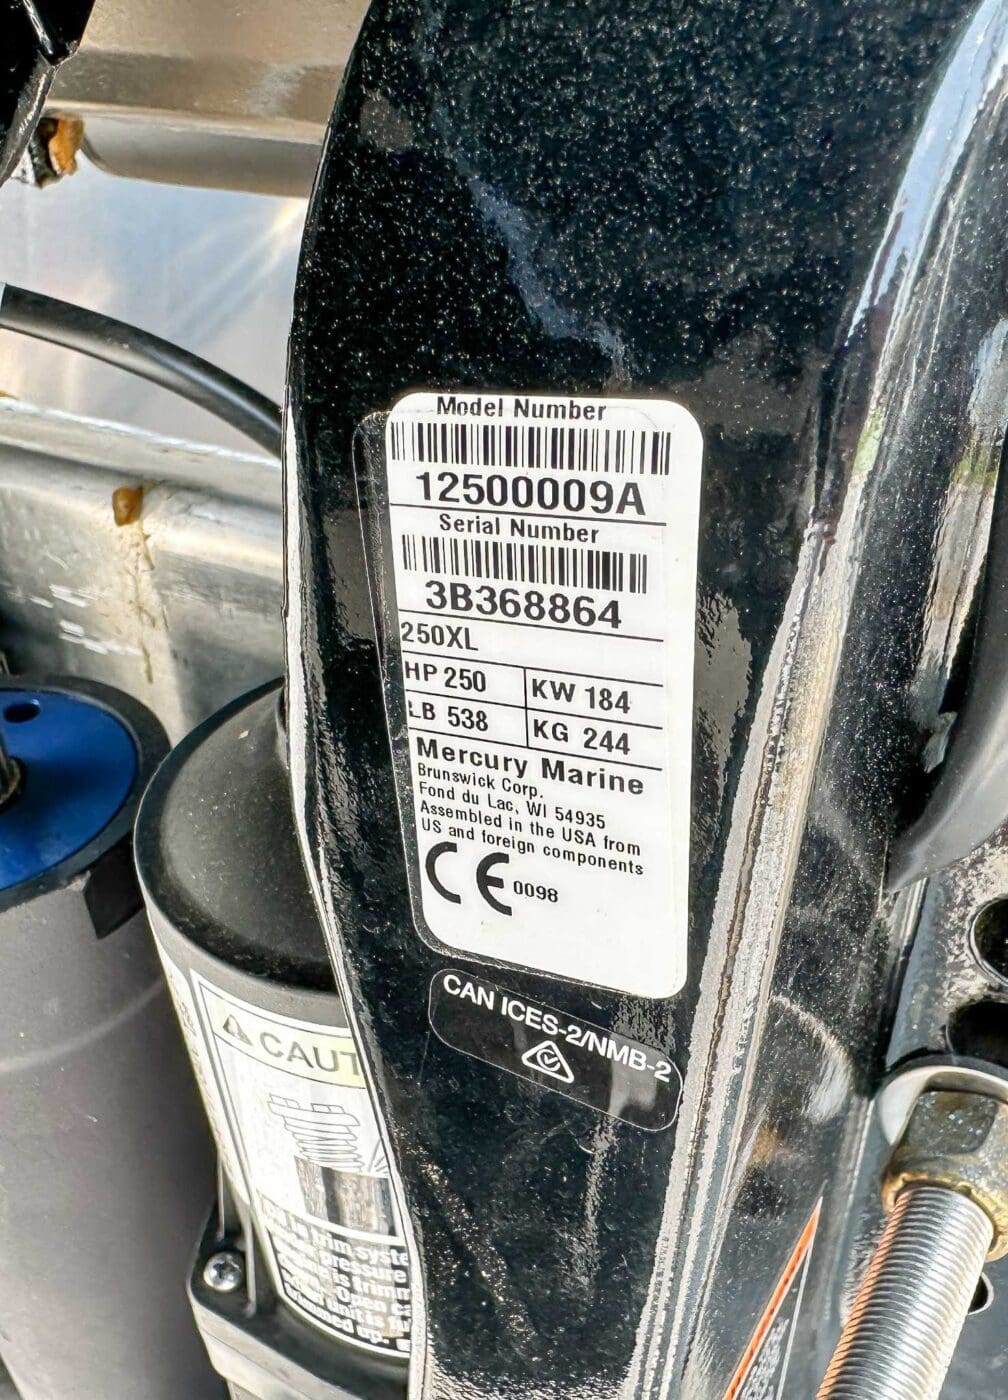 Model Number
12500009A
Serial Number
3B368864
250XL
HP 250 KW 184
LB 538 KG 244
Mercury Marine
Brunswick Corp.
Fond du Lac, WI 54935
Assembled in the USA from
US and foreign components
CE 0098
CAN ICES-2/NMB-2
CAUT